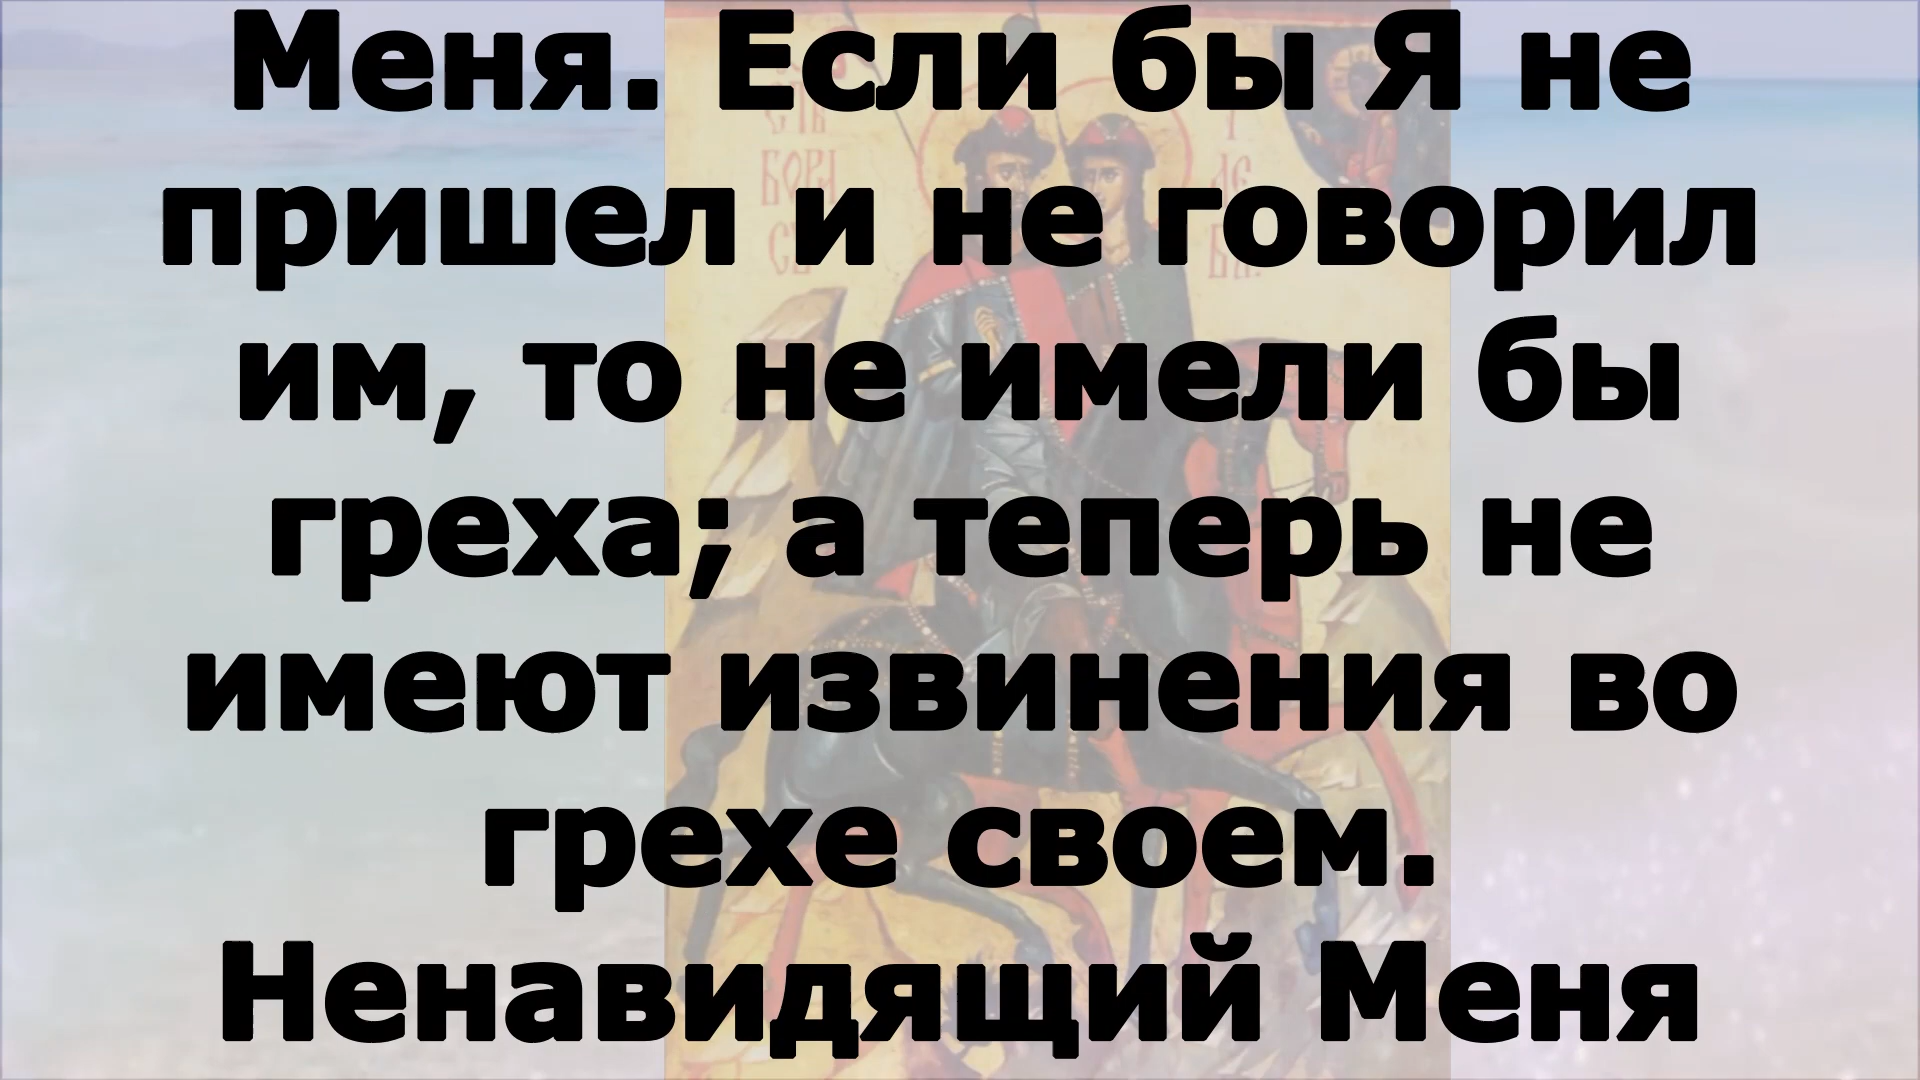 Меня. Если бы Я не
пришел и не говорил
им, то не имели бы
греха; а теперь не
имеют извинения во
грехе своем.
Ненавидящий Меня